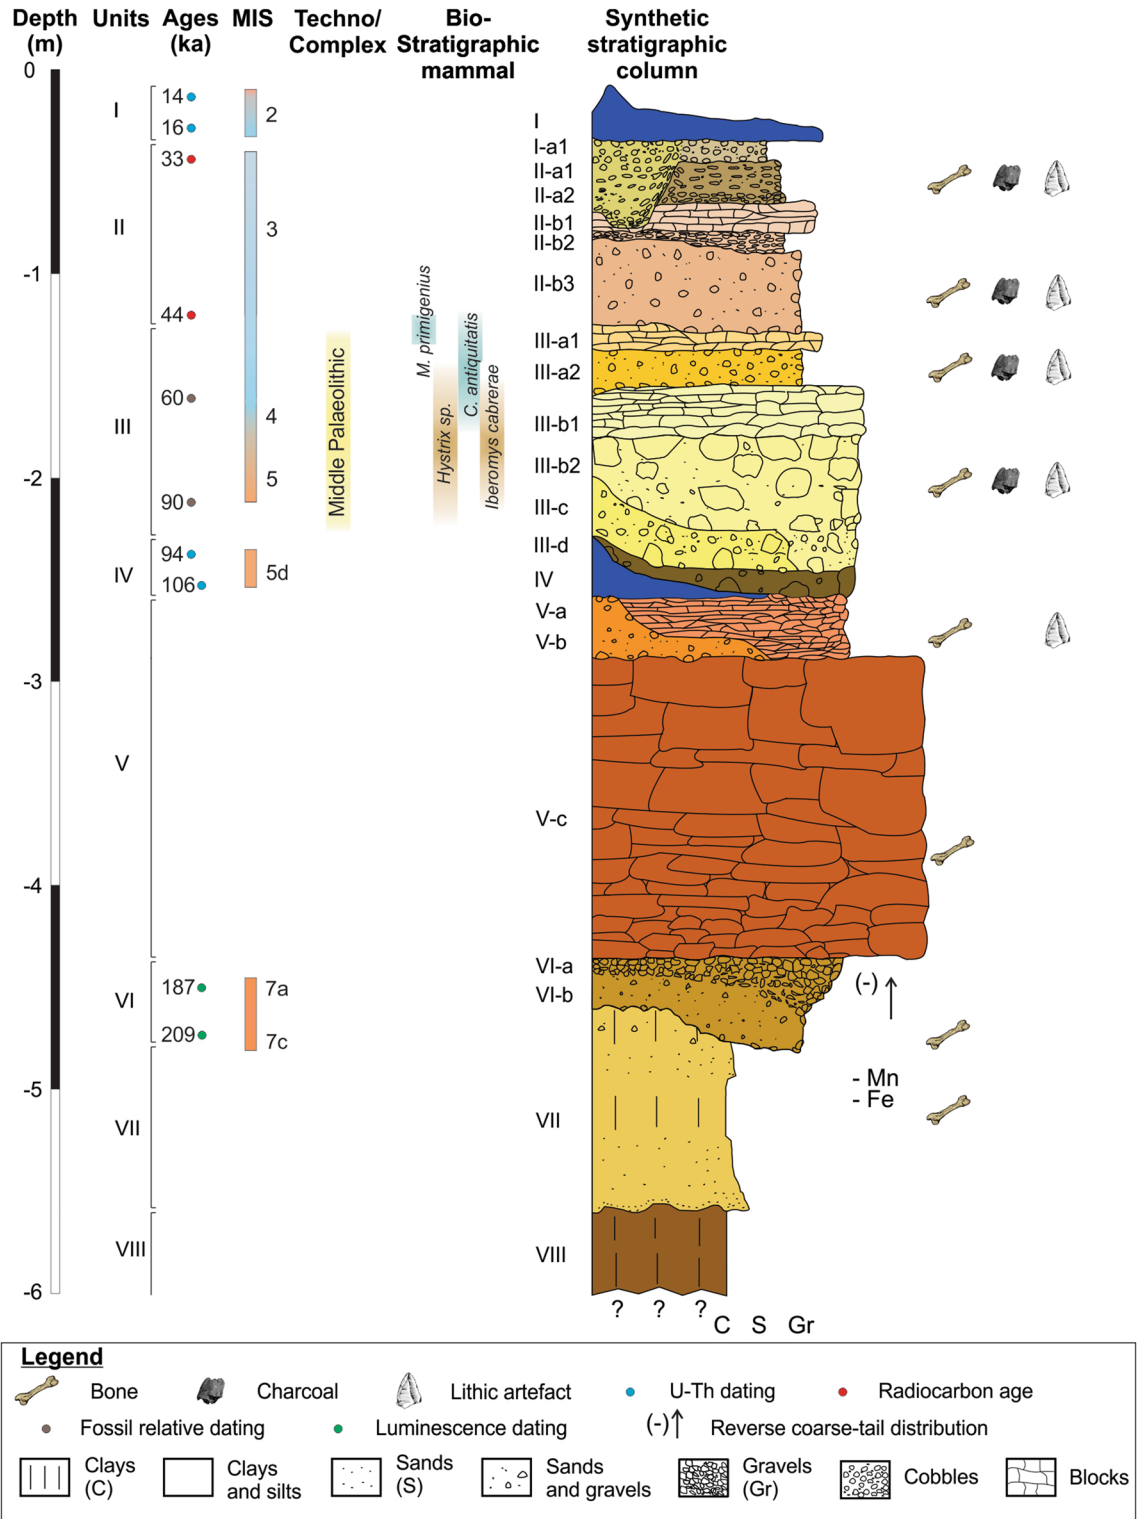 Depth
(m)
Units
Ages
(ka)
MIS
Techno/
Complex
Bio-
Stratigraphic
mammal
Synthetic
stratigraphic
column
0
-1
-2
-3
-4
-5
-6
I
II
III
IV
V
VI
VII
VIII
14
16
33
44
60
90
94
106
187
209
2
3
4
5
5d
7a
7c
Middle Palaeolithic
M. primigenius
Hystrix sp.
C. antiquitatis
Iberomys cabrerae
I
I-a1
II-a1
II-a2
II-b1
II-b2
II-b3
III-a1
III-a2
III-b1
III-b2
III-c
III-d
IV
V-a
V-b
V-c
VI-a
VI-b
VII
VIII
(-)
- Mn
- Fe
? ? ?
C S Gr
Legend
Bone
Charcoal
Lithic artefact
U-Th dating
Radiocarbon age
Fossil relative dating
Luminescence dating
(-)
Reverse coarse-tail distribution
Clays
(C)
Clays
and silts
Sands
(S)
Sands
and gravels
Gravels
(Gr)
Cobbles
Blocks